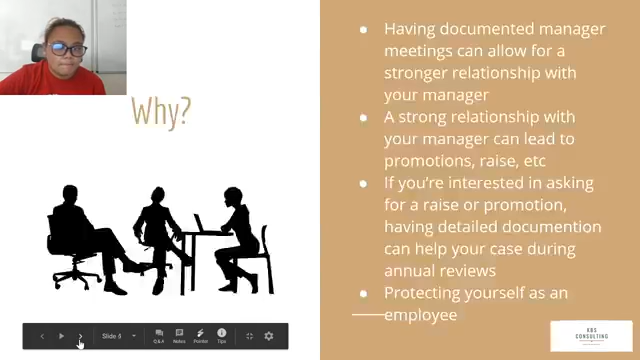 Why?
● Having documented manager
meetings can allow for a
stronger relationship with
your manager
● A strong relationship with
your manager can lead to
promotions, raise, etc
● If you're interested in asking
for a raise or promotion,
having detailed documention
can help your case during
annual reviews
● Protecting yourself as an
employee
Slide 3
Q&A
Notes
Pointer
Tips
KBS
CONSULTING